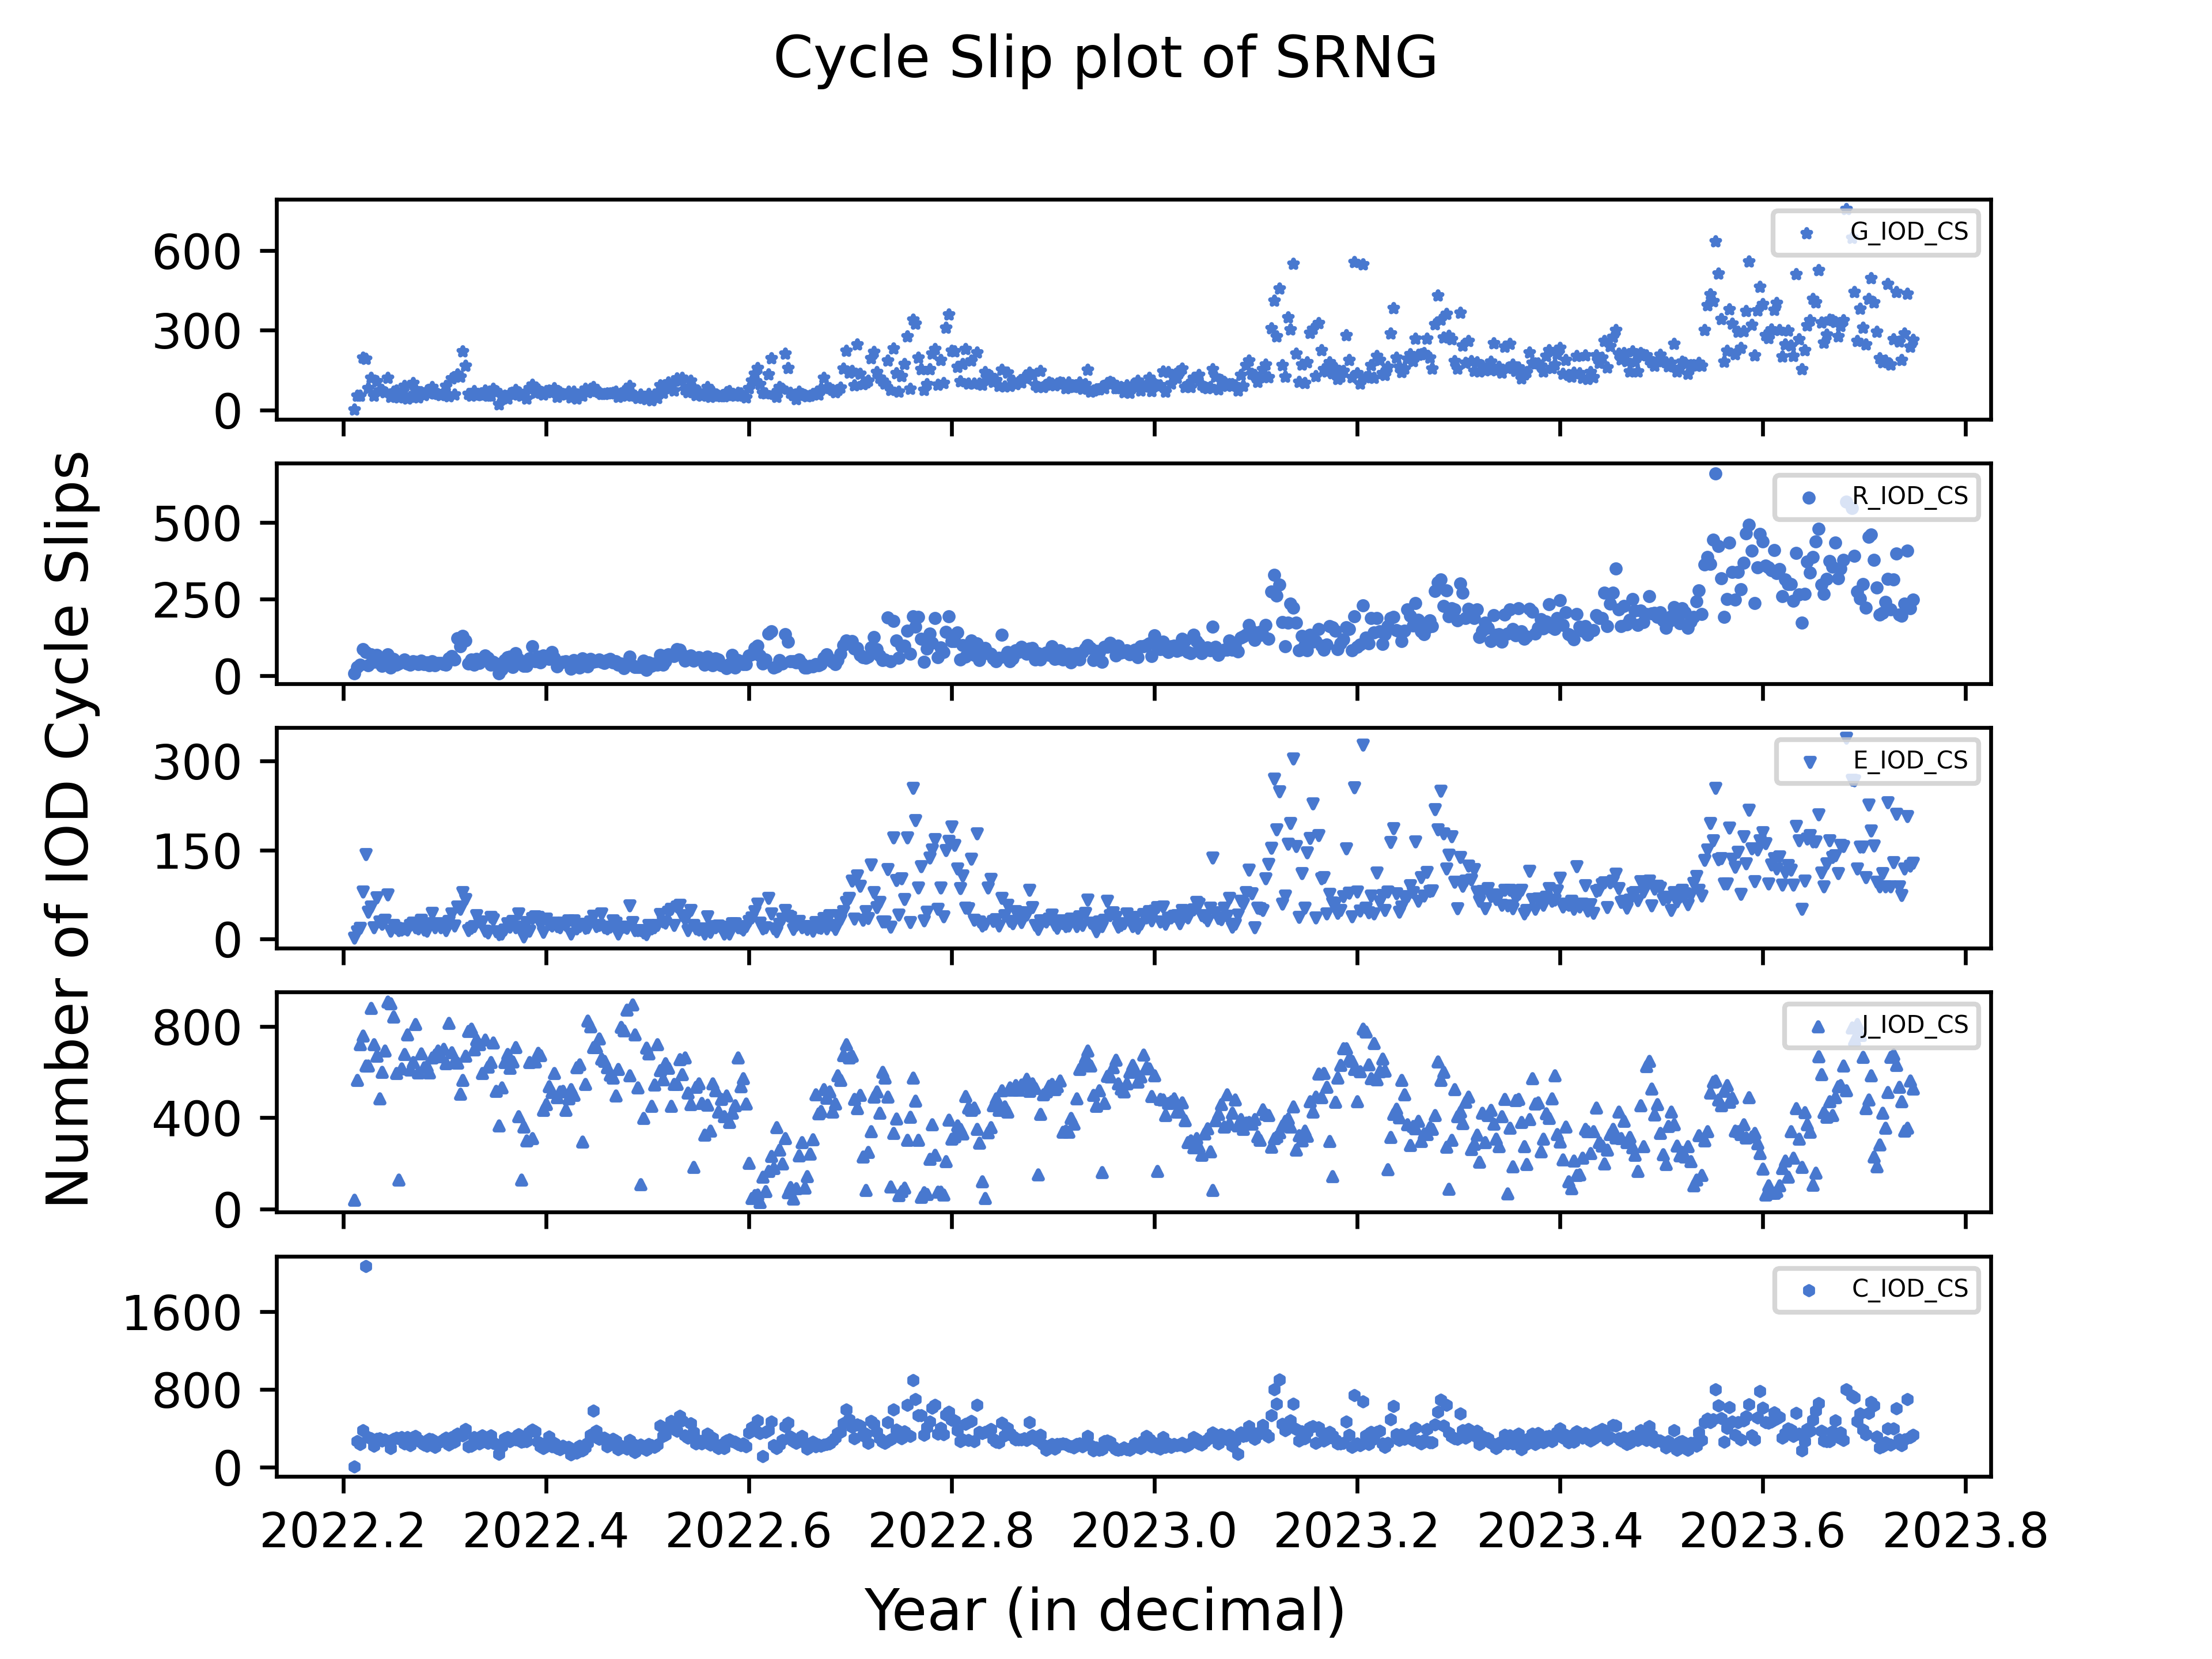 Cycle Slip plot of SRNG
Number of IOD Cycle Slips
600
300
0
G_IOD_CS
500
250
0
R_IOD_CS
300
150
0
E_IOD_CS
800
400
0
J_IOD_CS
1600
800
0
C_IOD_CS
2022.2 2022.4 2022.6 2022.8 2023.0 2023.2 2023.4 2023.6 2023.8
Year (in decimal)